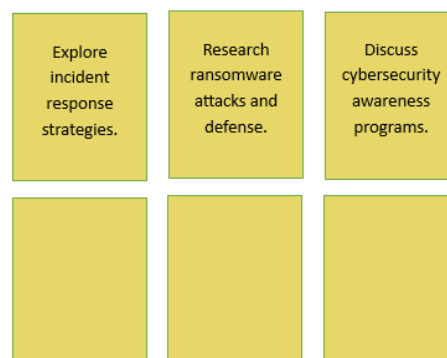 Explore
incident
response
strategies.
Research
ransomware
attacks and
defense.
Discuss
cybersecurity
awareness
programs.